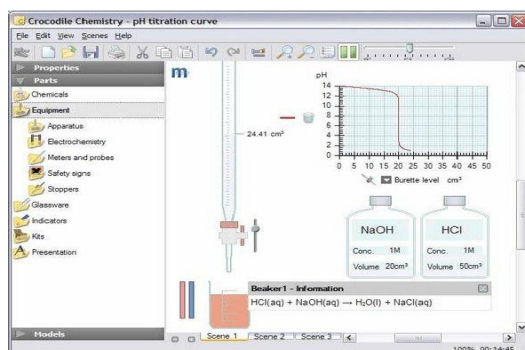 Crocodile Chemistry - pH titration curve
File Edit View Scenes Help
Properties
Parts
Chemicals
Equipment
Apparatus
Electrochemistry
Meters and probes
Safety signs
Stoppers
Glassware
Indicators
Kits
Presentation
Models
m
24.41 cm³
pH
14
12
10
8
6
4
2
0
0 5 10 15 20 25 30 35 40 45 50
Burette level cm³
NaOH
Conc. 1M
Volume 20cm³
HCl
Conc. 1M
Volume 50cm³
Beaker1 - Information
HCl(aq) + NaOH(aq) → H₂O(l) + NaCl(aq)
Scene 1 Scene 2 Scene 3
100%